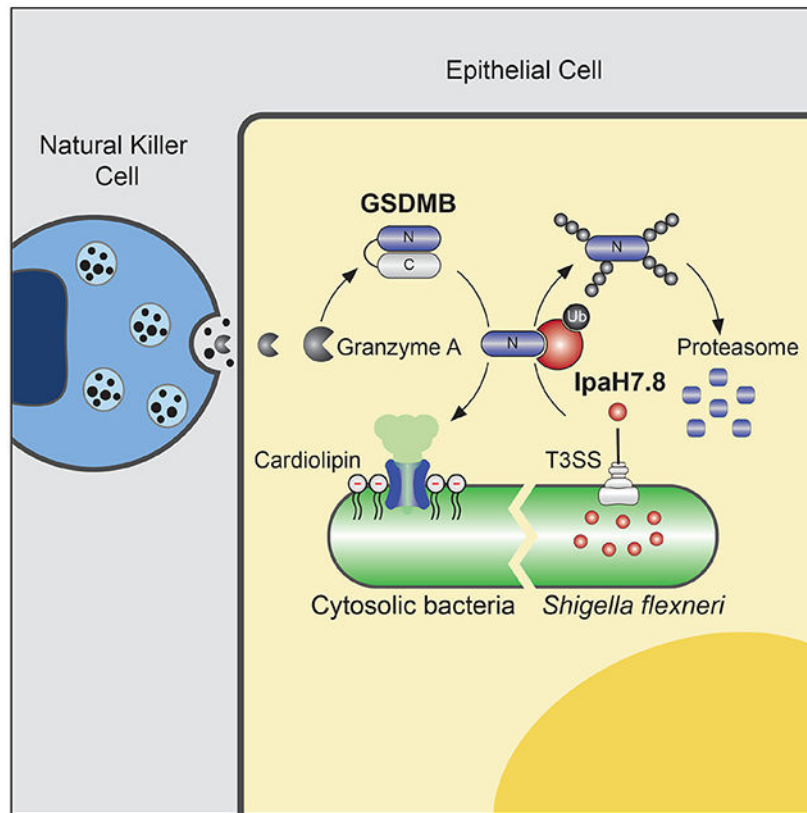 Epithelial Cell
Natural Killer
Cell
GSDMB
N
C
N
Ub
Granzyme A
N
Proteasome
IpaH7.8
Cardiolipin
T3SS
Cytosolic bacteria
Shigella flexneri